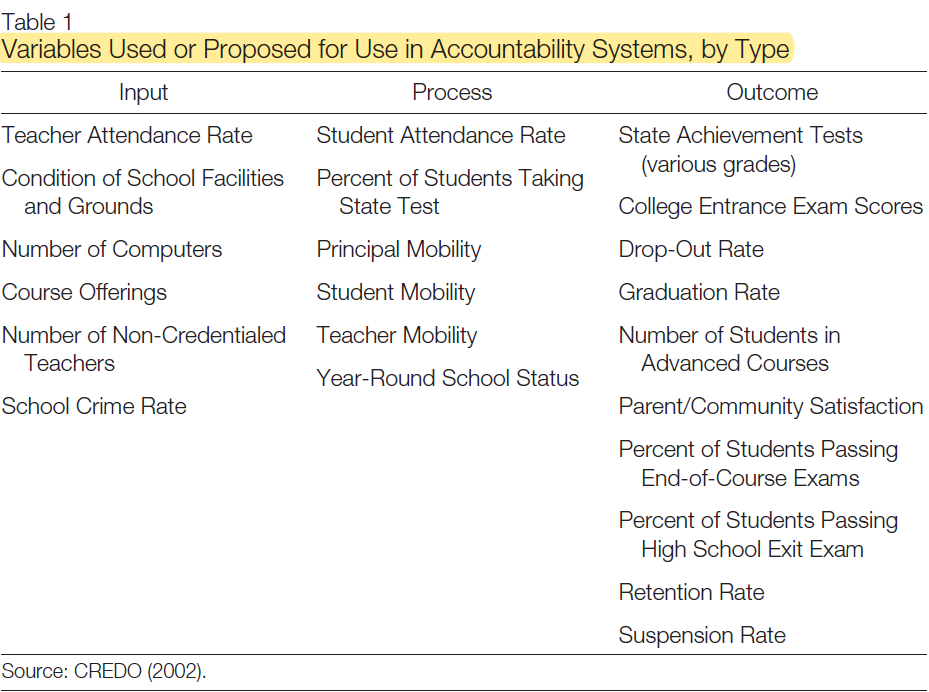 Table 1
Variables Used or Proposed for Use in Accountability Systems, by Type
Input Process Outcome
Teacher Attendance Rate Student Attendance Rate State Achievement Tests
(various grades)
Condition of School Facilities Percent of Students Taking
and Grounds State Test College Entrance Exam Scores
Number of Computers Principal Mobility Drop-Out Rate
Course Offerings Student Mobility Graduation Rate
Number of Non-Credentialed Teacher Mobility Number of Students in
Teachers Advanced Courses
Year-Round School Status
School Crime Rate Parent/Community Satisfaction
Percent of Students Passing
End-of-Course Exams
Percent of Students Passing
High School Exit Exam
Retention Rate
Suspension Rate
Source: CREDO (2002).